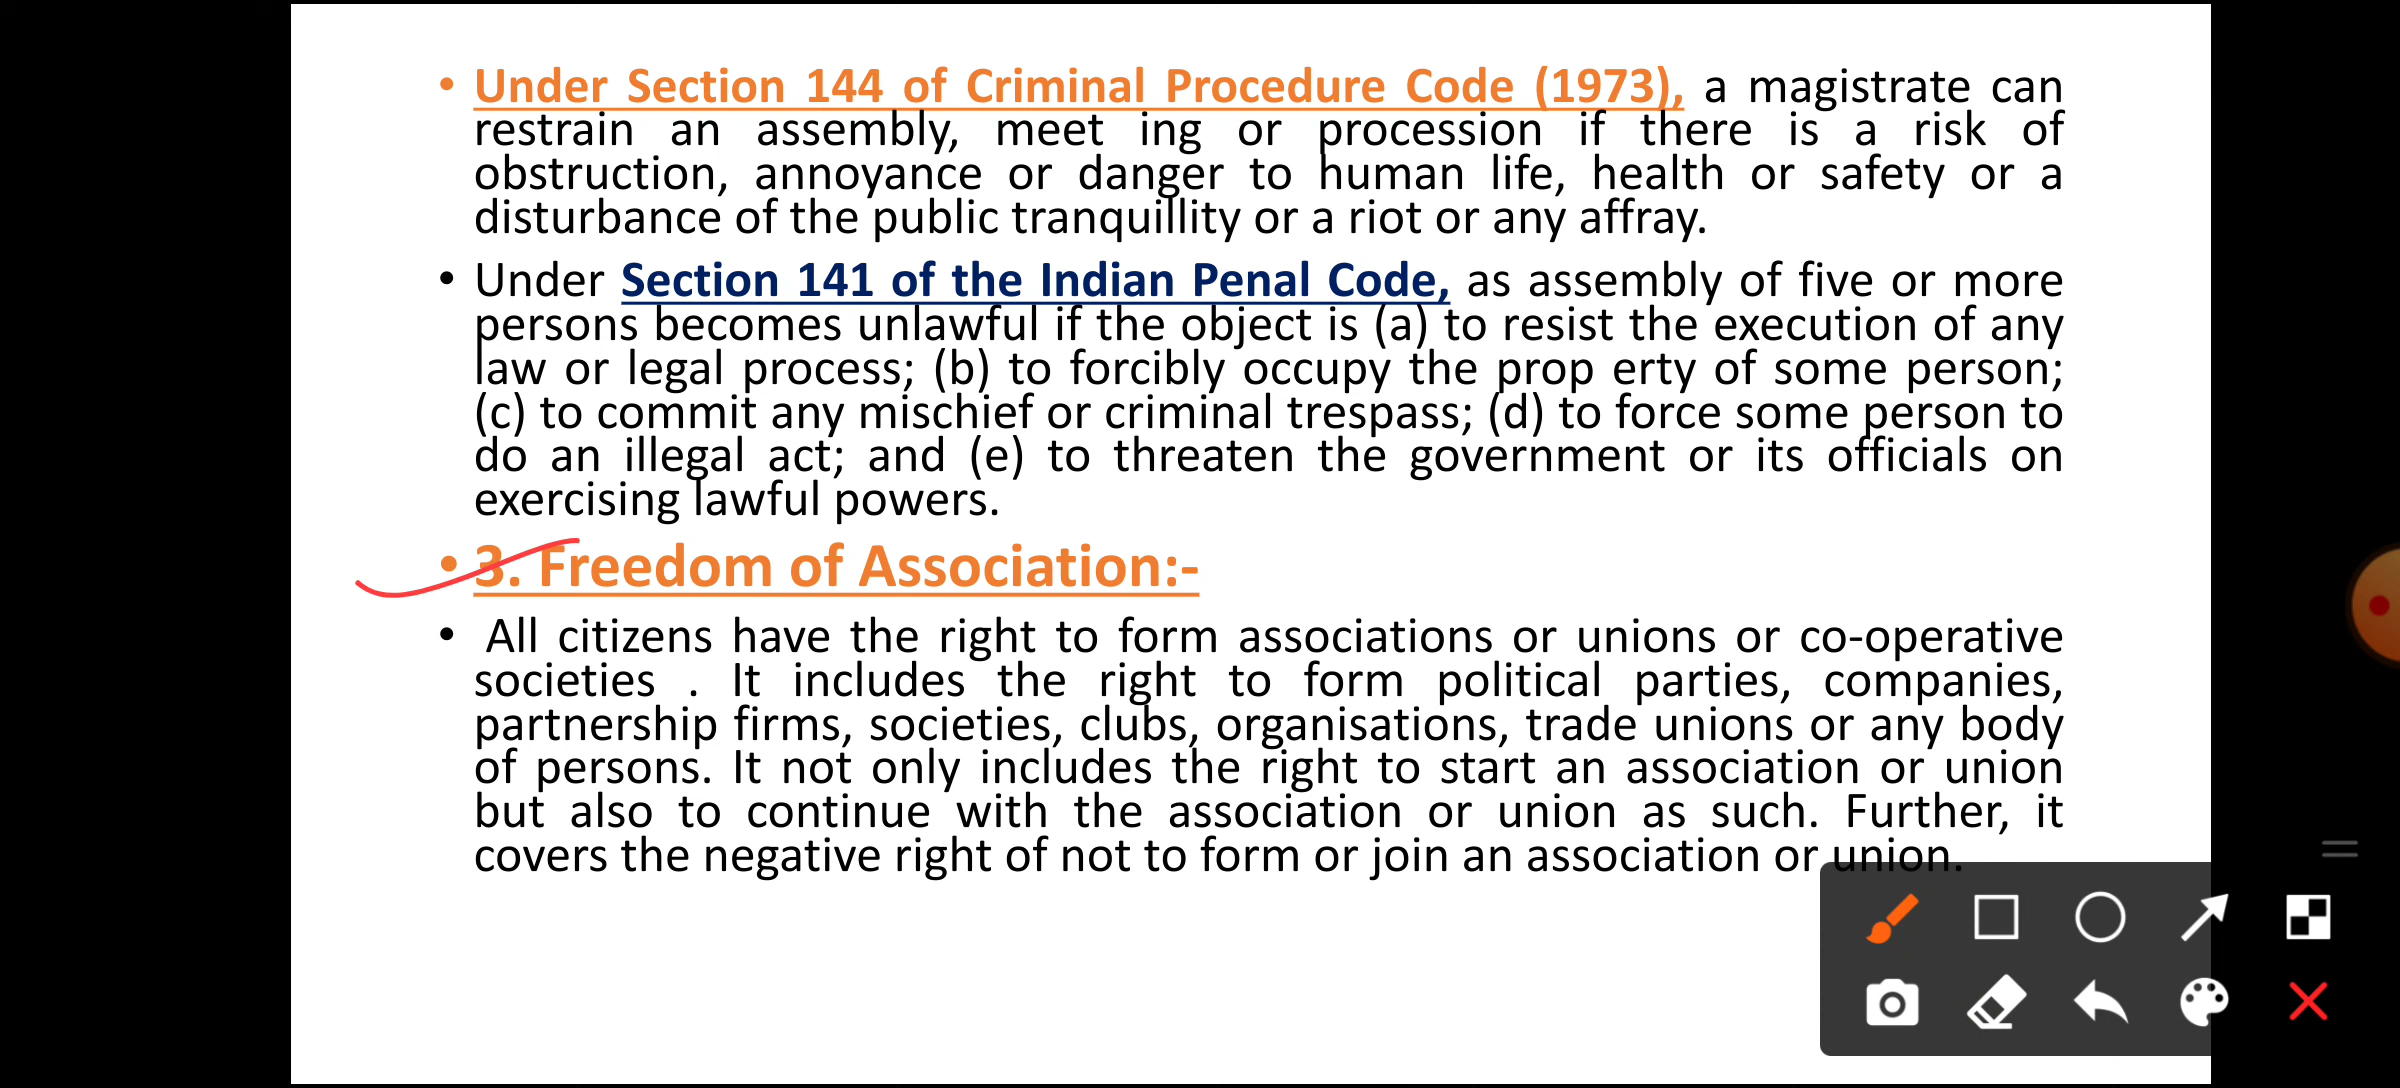 • Under Section 144 of Criminal Procedure Code (1973), a magistrate can
restrain an assembly, meet ing or procession if there is a risk of
obstruction, annoyance or danger to human life, health or safety or a
disturbance of the public tranquillity or a riot or any affray.
• Under Section 141 of the Indian Penal Code, as assembly of five or more
persons becomes unlawful if the object is (a) to resist the execution of any
law or legal process; (b) to forcibly occupy the prop erty of some person;
(c) to commit any mischief or criminal trespass; (d) to force some person to
do an illegal act; and (e) to threaten the government or its officials on
exercising lawful powers.
• 3. Freedom of Association:-
• All citizens have the right to form associations or unions or co-operative
societies . It includes the right to form political parties, companies,
partnership firms, societies, clubs, organisations, trade unions or any body
of persons. It not only includes the right to start an association or union
but also to continue with the association or union as such. Further, it
covers the negative right of not to form or join an association or union.